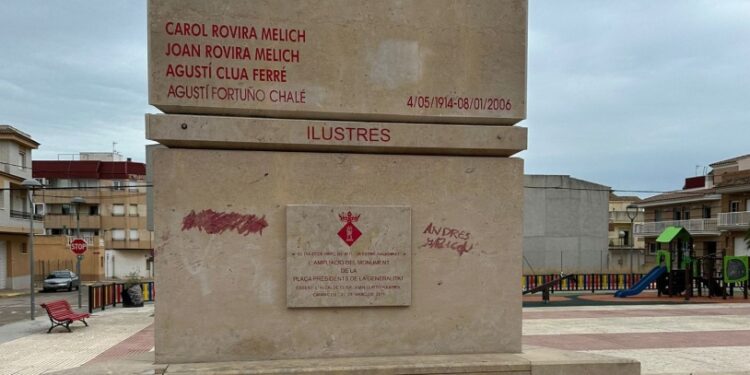 CAROL ROVIRA MELICH
JOAN ROVIRA MELICH
AGUSTÍ CLUA FERRÉ
AGUSTÍ FORTUÑO CHALÉ
4/05/1914-08/01/2006
ILUSTRES
L'AMPLIACIÓ DEL MONUMENT
DE LA
PLAÇA PRESIDENTS DE LA GENERALITAT
ANDRES
STOP